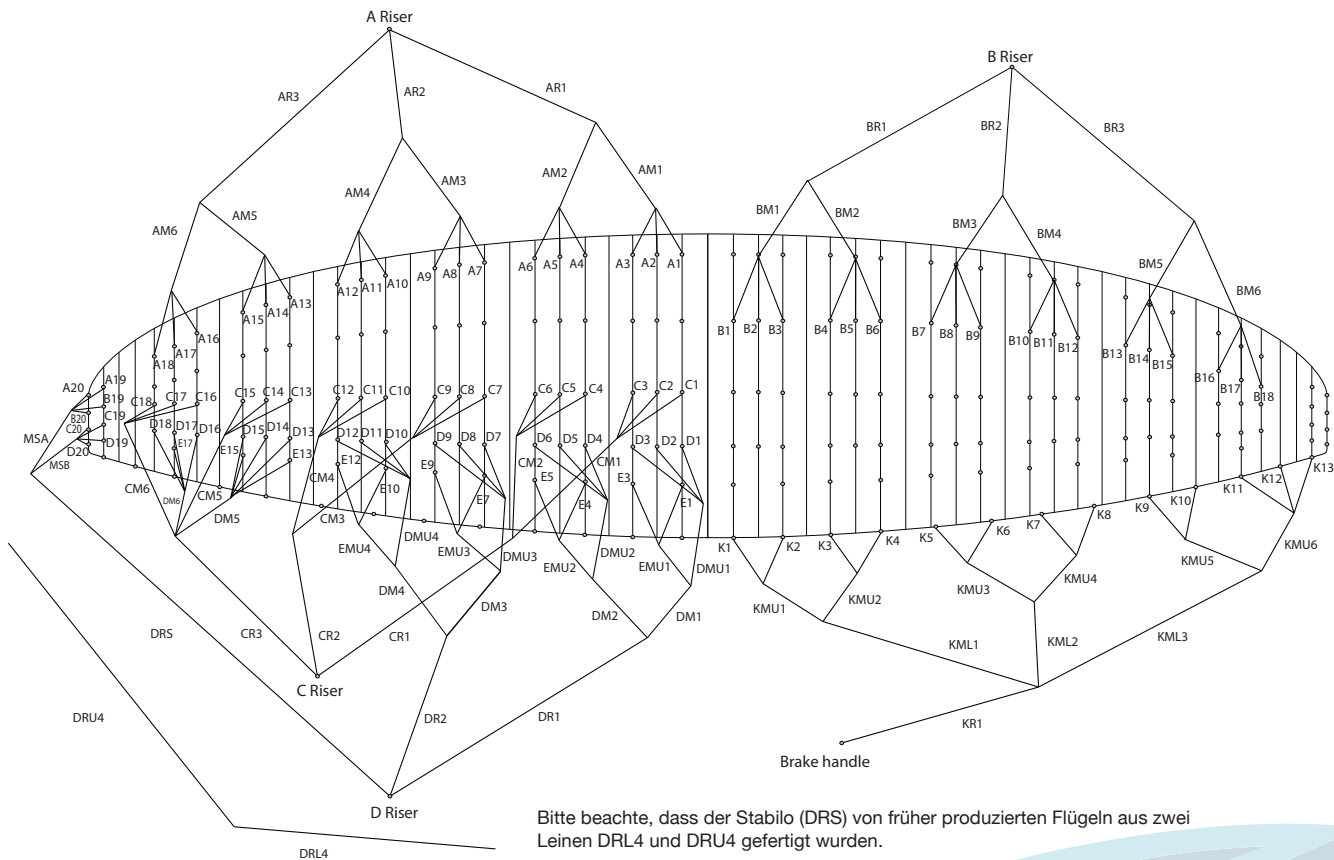 A Riser
B Riser
AR3
AR2
AR1
BR1
BR2
BR3
AM6
AM5
AM4
AM3
AM2
AM1
BM1
BM2
BM3
BM4
BM5
BM6
A20
A19
A18
A17
A16
A15
A14
A13
A12
A11
A10
A9
A8
A7
A6
A5
A4
A3
A2
A1
B1
B2
B3
B4
B5
B6
B7
B8
B9
B10
B11
B12
B13
B14
B15
B16
B17
B18
B19
B20
C20
C19
C18
C17
C16
C15
C14
C13
C12
C11
C10
C9
C8
C7
C6
C5
C4
C3
C2
C1
D20
D19
D18
D17
D16
D15
D14
D13
D12
D11
D10
D9
D8
D7
D6
D5
D4
D3
D2
D1
E17
E15
E13
E12
E10
E9
E7
E5
E4
E3
E1
MSA
MSB
CM6
DM6
CM5
DM5
CM4
CM3
CM2
CM1
EMU4
DMU4
EMU3
DMU3
EMU2
DMU2
EMU1
DMU1
DM4
DM3
DM2
DM1
K1
K2
K3
K4
K5
K6
K7
K8
K9
K10
K11
K12
K13
KMU1
KMU2
KMU3
KMU4
KMU5
KMU6
KML1
KML2
KML3
KR1
Brake handle
DRS
CR3
CR2
CR1
C Riser
DR2
DR1
D Riser
DRU4
DRL4
Bitte beachte, dass der Stabilo (DRS) von früher produzierten Flügeln aus zwei
Leinen DRL4 und DRU4 gefertigt wurden.